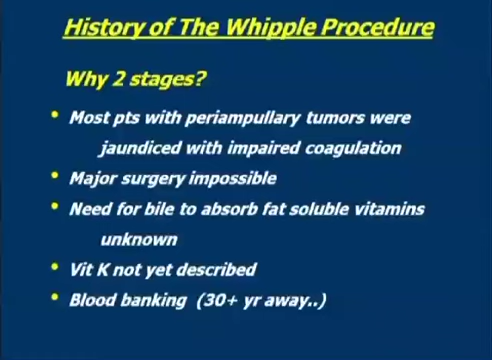 History of The Whipple Procedure
Why 2 stages?
• Most pts with periampullary tumors were
jaundiced with impaired coagulation
• Major surgery impossible
• Need for bile to absorb fat soluble vitamins
unknown
• Vit K not yet described
• Blood banking (30+ yr away..)